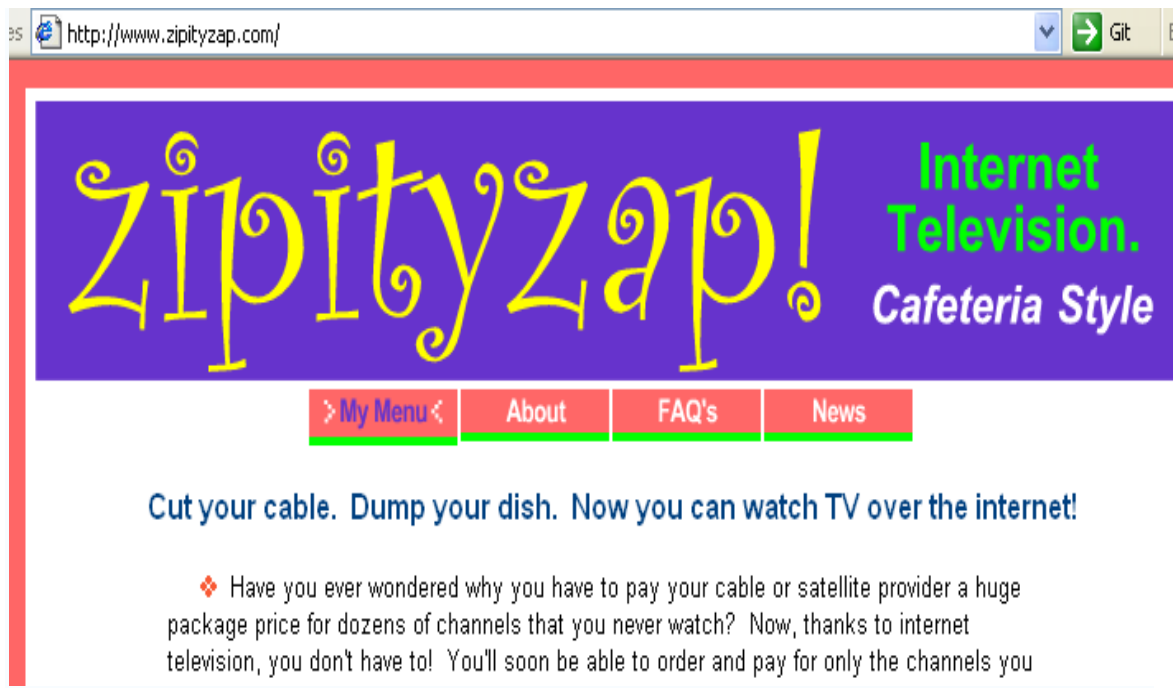 es http://www.zipityzap.com/ Git
zipityzap!
Internet
Television.
Cafeteria Style
>My Menu< About FAQ's News
Cut your cable. Dump your dish. Now you can watch TV over the internet!
❖ Have you ever wondered why you have to pay your cable or satellite provider a huge
package price for dozens of channels that you never watch? Now, thanks to internet
television, you don't have to! You'll soon be able to order and pay for only the channels you